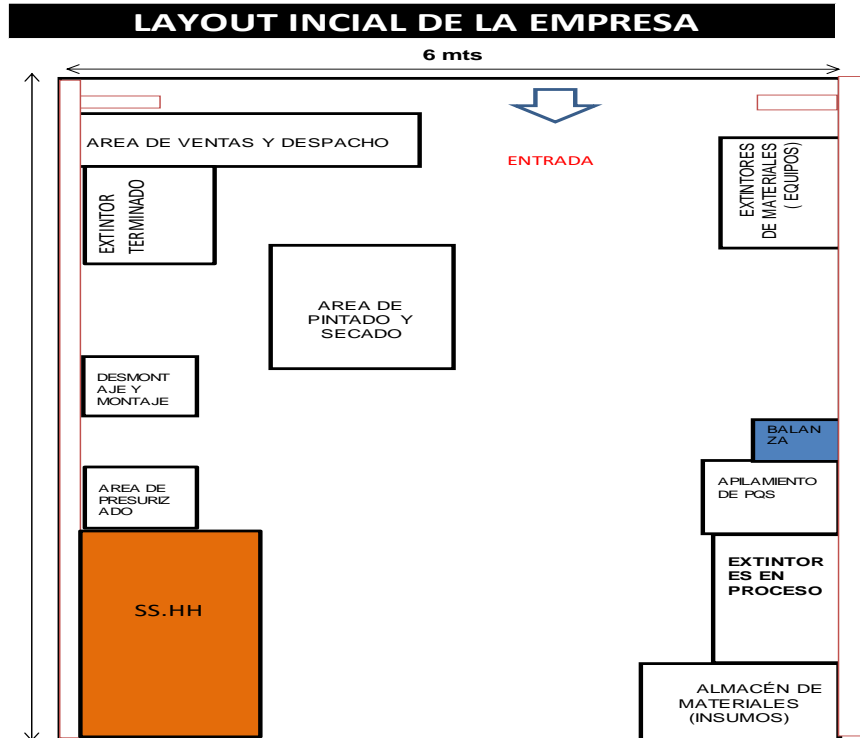 LAYOUT INCIAL DE LA EMPRESA
6 mts
AREA DE VENTAS Y DESPACHO
ENTRADA
EXTINTOR
TERMINADO
EXTINTORES
DE MATERIALES
( EQUIPOS)
AREA DE
PINTADO Y
SECADO
DESMONT
AJE Y
MONTAJE
BALAN
ZA
AREA DE
PRESURIZ
ADO
APILAMIENTO
DE PQS
EXTINTOR
ES EN
PROCESO
SS.HH
ALMACÉN DE
MATERIALES
(INSUMOS)